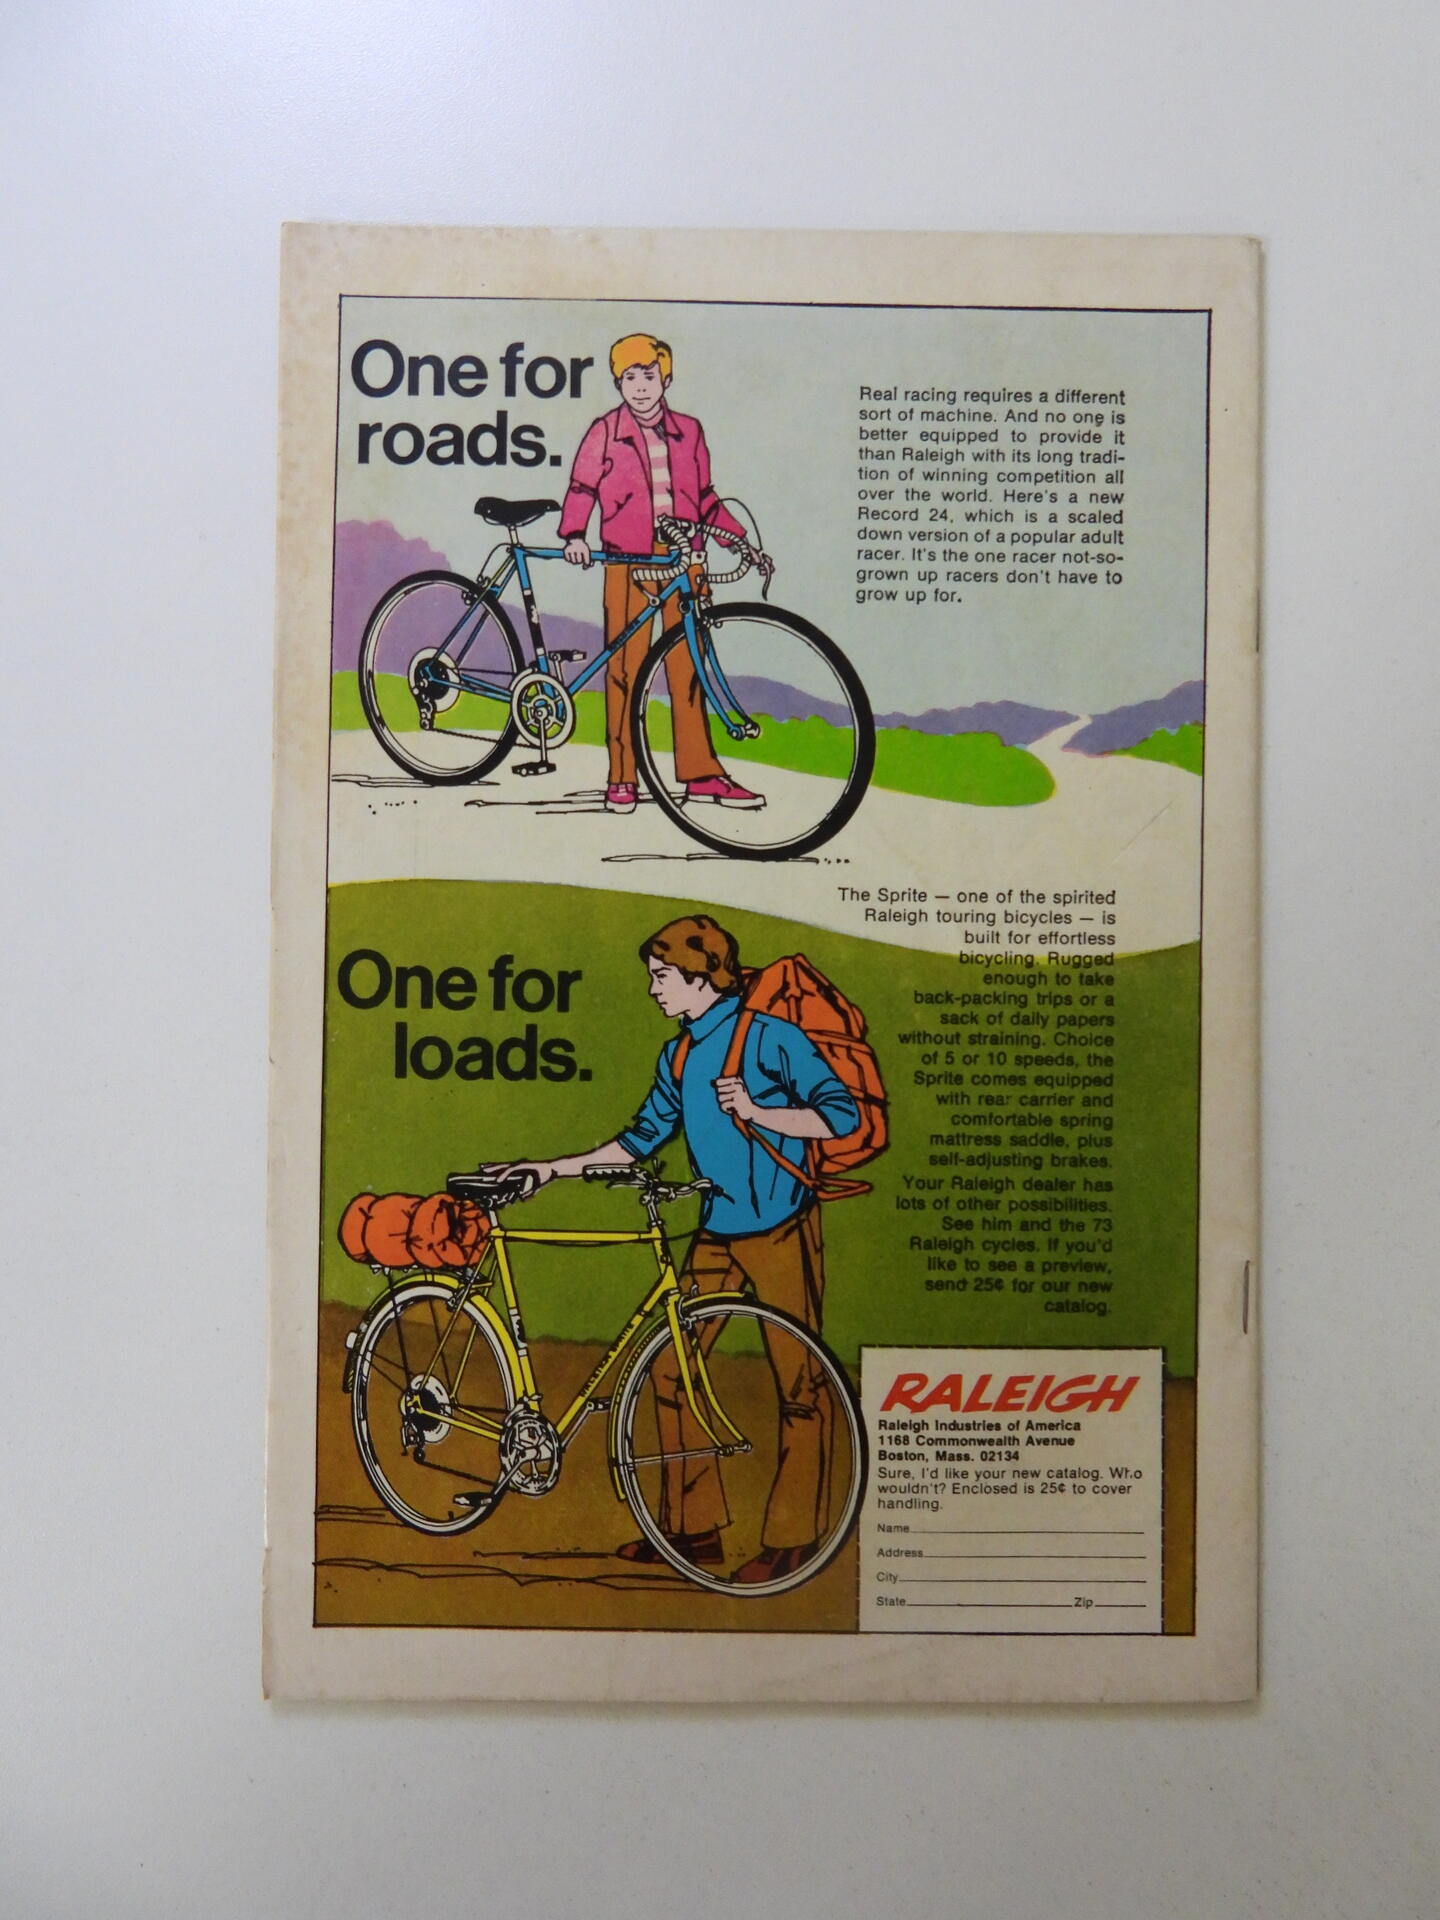 One for
roads.
Real racing requires a different
sort of machine. And no one is
better equipped to provide it
than Raleigh with its long tradi-
tion of winning competition all
over the world. Here's a new
Record 24, which is a scaled
down version of a popular adult
racer. It's the one racer not-so-
grown up racers don't have to
grow up for.
One for
loads.
The Sprite — one of the spirited
Raleigh touring bicycles — is
built for effortless
bicycling. Rugged
enough to take
back-packing trips or a
sack of daily papers
without straining. Choice
of 5 or 10 speeds, the
Sprite comes equipped
with rear carrier and
comfortable spring
mattress saddle, plus
self-adjusting brakes.
Your Raleigh dealer has
lots of other possibilities.
See him and the 73
Raleigh cycles. If you'd
like to see a preview,
send 25¢ for our new
catalog.
RALEIGH
Raleigh Industries of America
1168 Commonwealth Avenue
Boston, Mass. 02134
Sure, I'd like your new catalog. Who
wouldn't? Enclosed is 25¢ to cover
handling.
Name
Address
City
State Zip